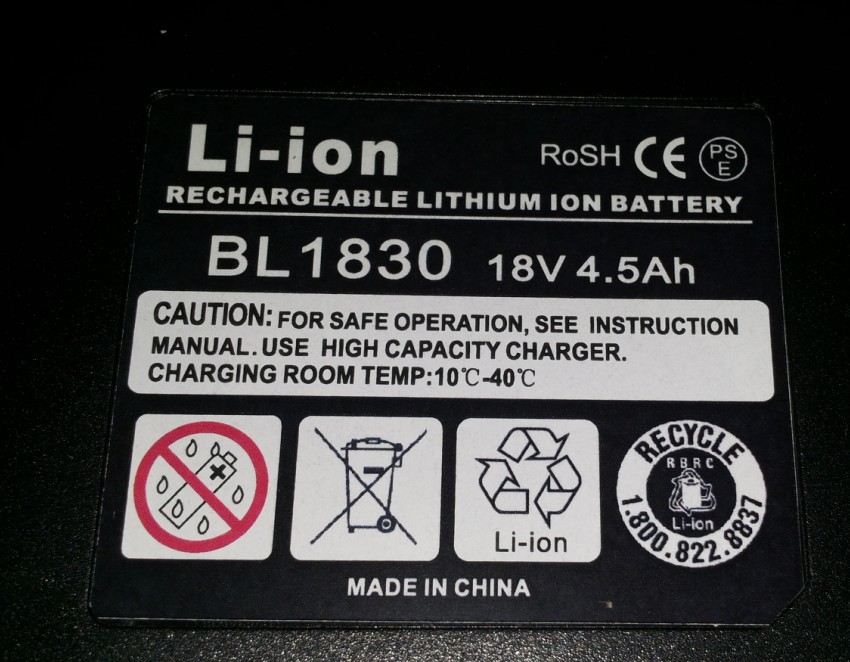 Li-ion RoSH CE PS E
RECHARGEABLE LITHIUM ION BATTERY
BL1830 18V 4.5Ah
CAUTION: FOR SAFE OPERATION, SEE INSTRUCTION
MANUAL. USE HIGH CAPACITY CHARGER.
CHARGING ROOM TEMP:10℃-40℃
Li-ion
RECYCLE
RBRC
Li-ion
1.800.822.8837
MADE IN CHINA